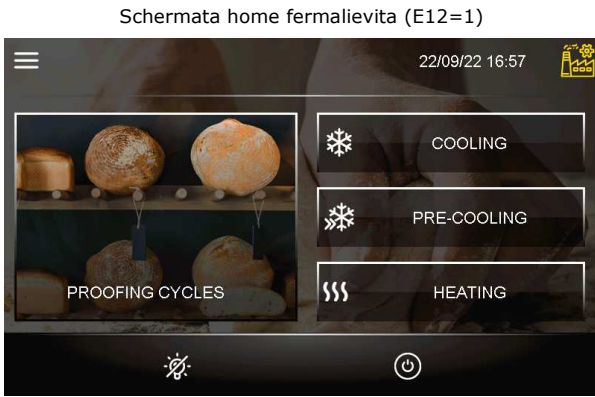 Schermata home fermalievita (E12=1)
22/09/22 16:57
COOLING
PRE-COOLING
PROOFING CYCLES
HEATING